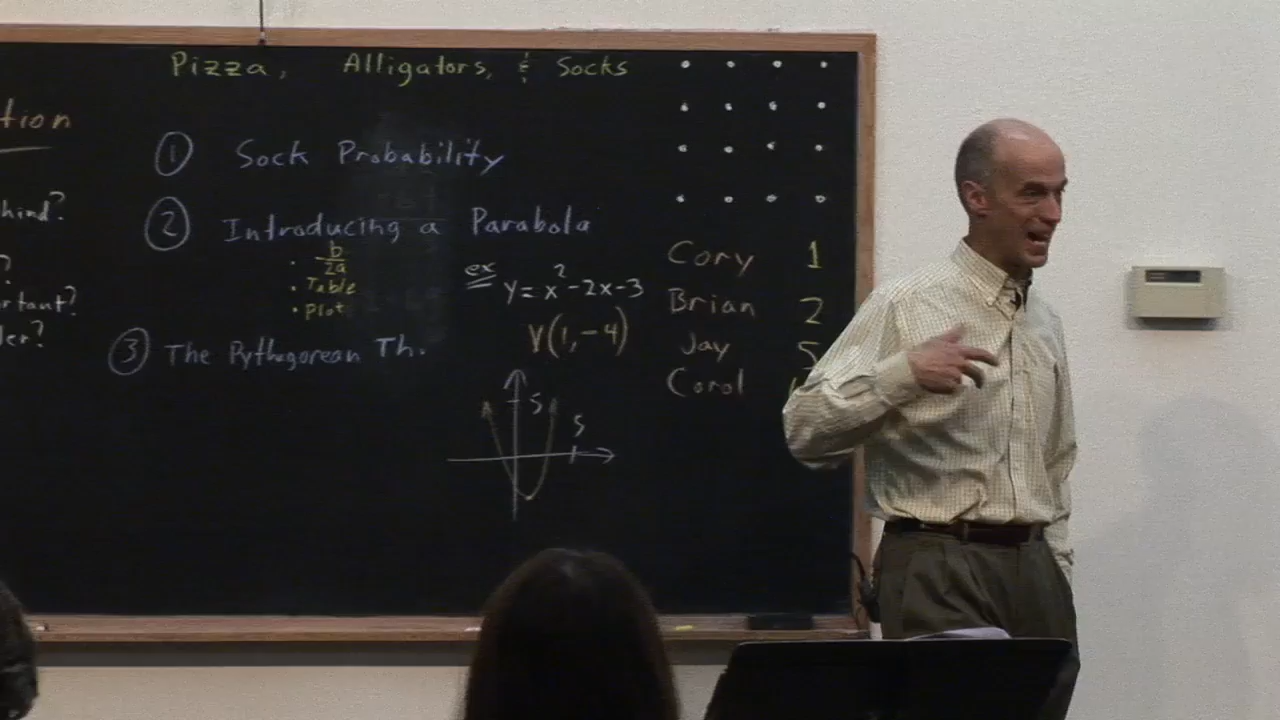 Pizza, Alligators, & Socks
tion
① Sock Probability
hind?
② Introducing a Parabola
• b/2a
• Table
• Plot
ex y=x²-2x-3
V(1,-4)
?
rtant?
der?
③ The Pythagorean Th.
5
5
Cory 1
Brian 2
Jay 5
Carol